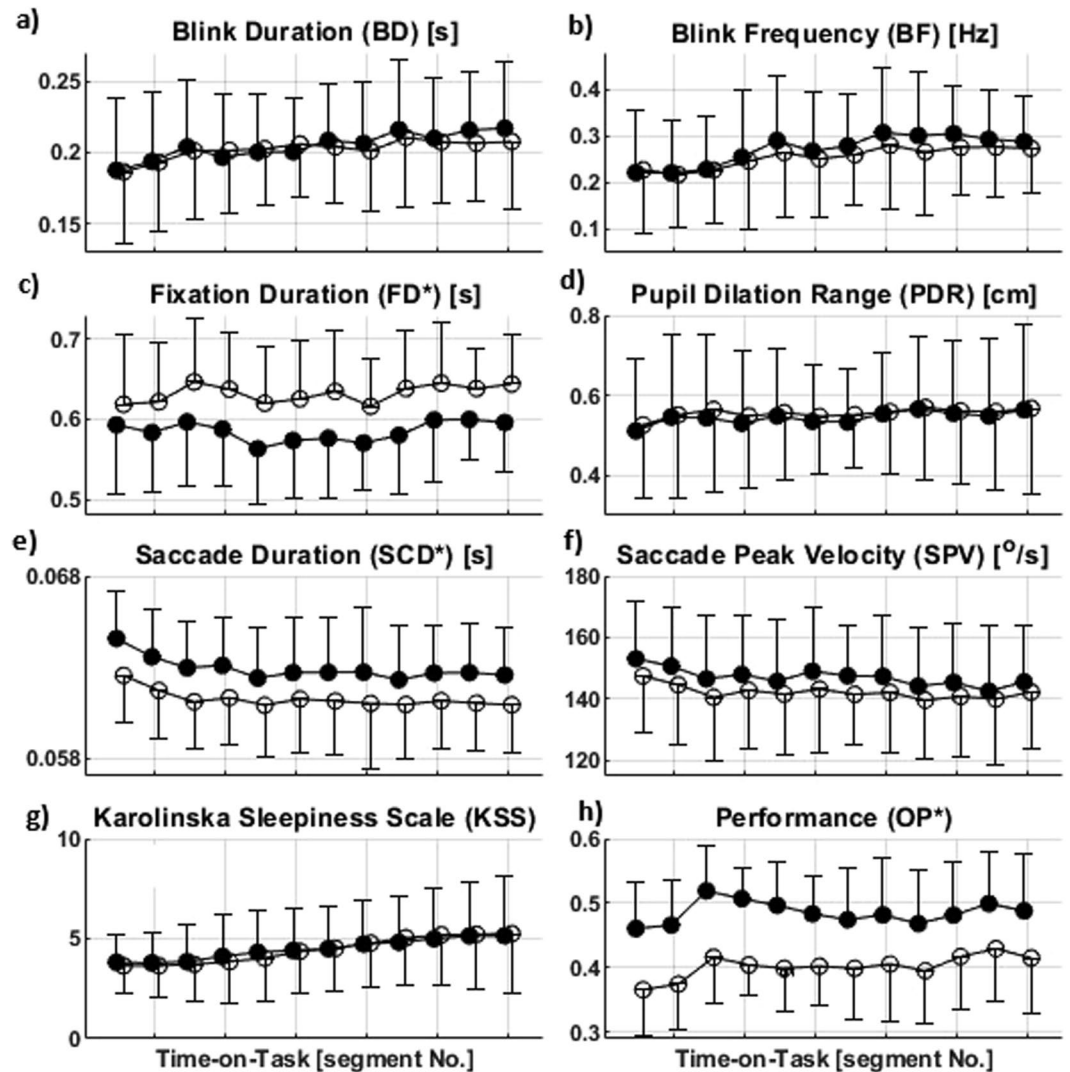 a)
Blink Duration (BD) [s]
0.25
0.2
0.15
b)
Blink Frequency (BF) [Hz]
0.4
0.3
0.2
0.1
c)
Fixation Duration (FD*) [s]
0.7
0.6
0.5
d)
Pupil Dilation Range (PDR) [cm]
0.8
0.6
0.4
e)
Saccade Duration (SCD*) [s]
0.068
0.058
f)
Saccade Peak Velocity (SPV) [º/s]
180
160
140
120
g)
Karolinska Sleepiness Scale (KSS)
10
5
0
Time-on-Task [segment No.]
h)
Performance (OP*)
0.6
0.5
0.4
0.3
Time-on-Task [segment No.]